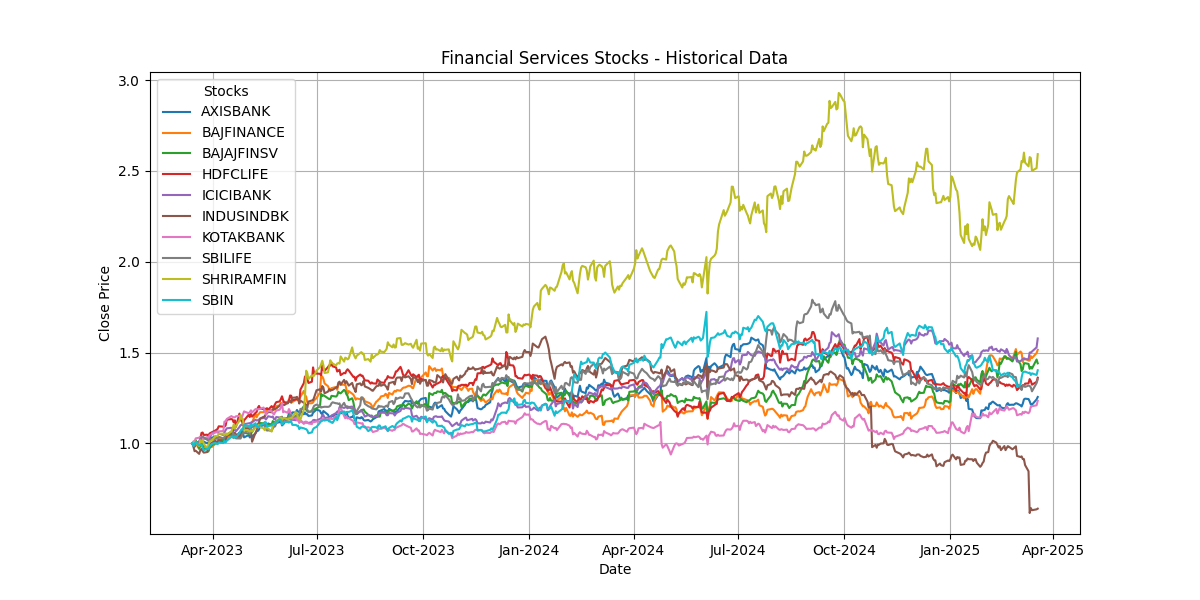 Financial Services Stocks - Historical Data
3.0
2.5
2.0
1.5
1.0
Close Price
Stocks
AXISBANK
BAJFINANCE
BAJAJFINSV
HDFCLIFE
ICICIBANK
INDUSINDBK
KOTAKBANK
SBILIFE
SHRIRAMFIN
SBIN
Apr-2023 Jul-2023 Oct-2023 Jan-2024 Apr-2024 Jul-2024 Oct-2024 Jan-2025 Apr-2025
Date